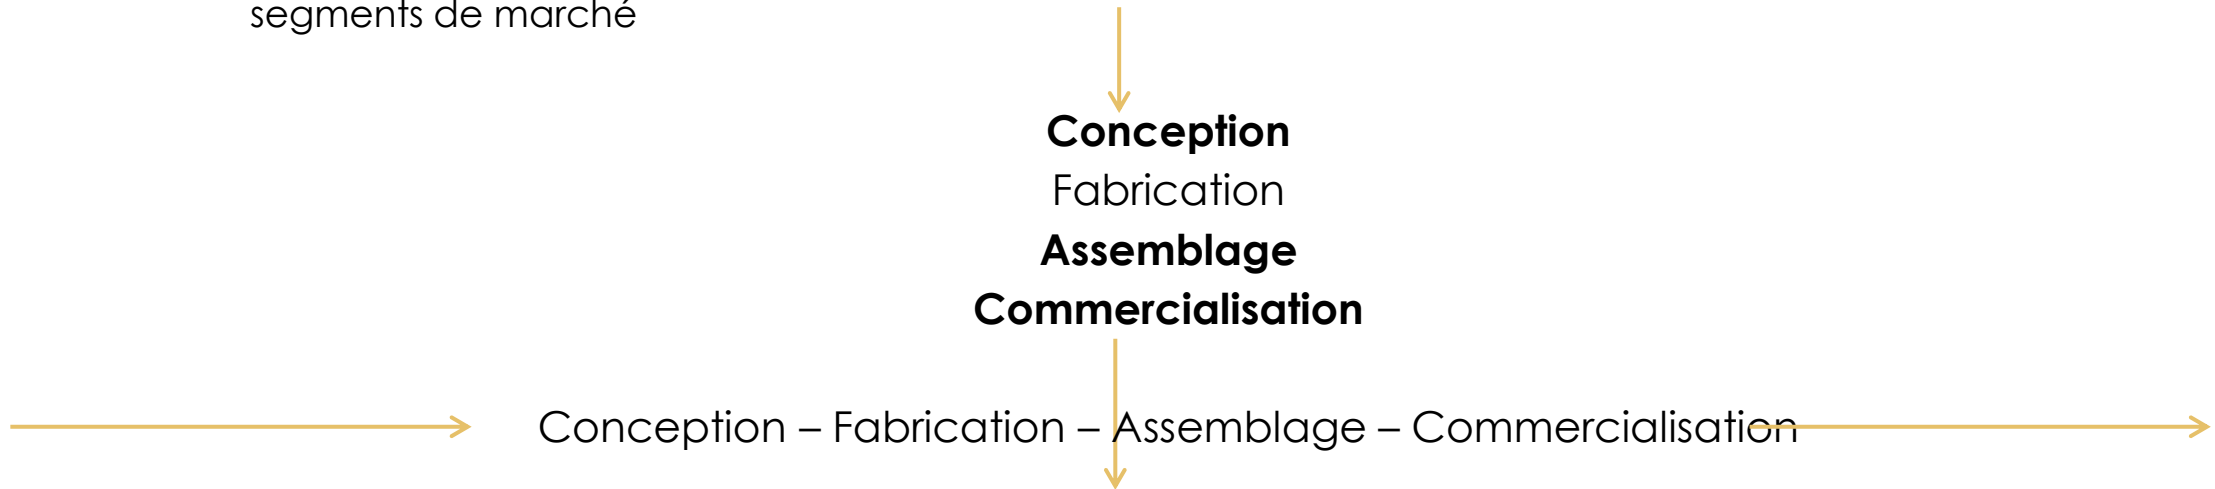 segments de marché
Conception
Fabrication
Assemblage
Commercialisation
Conception – Fabrication – Assemblage – Commercialisation